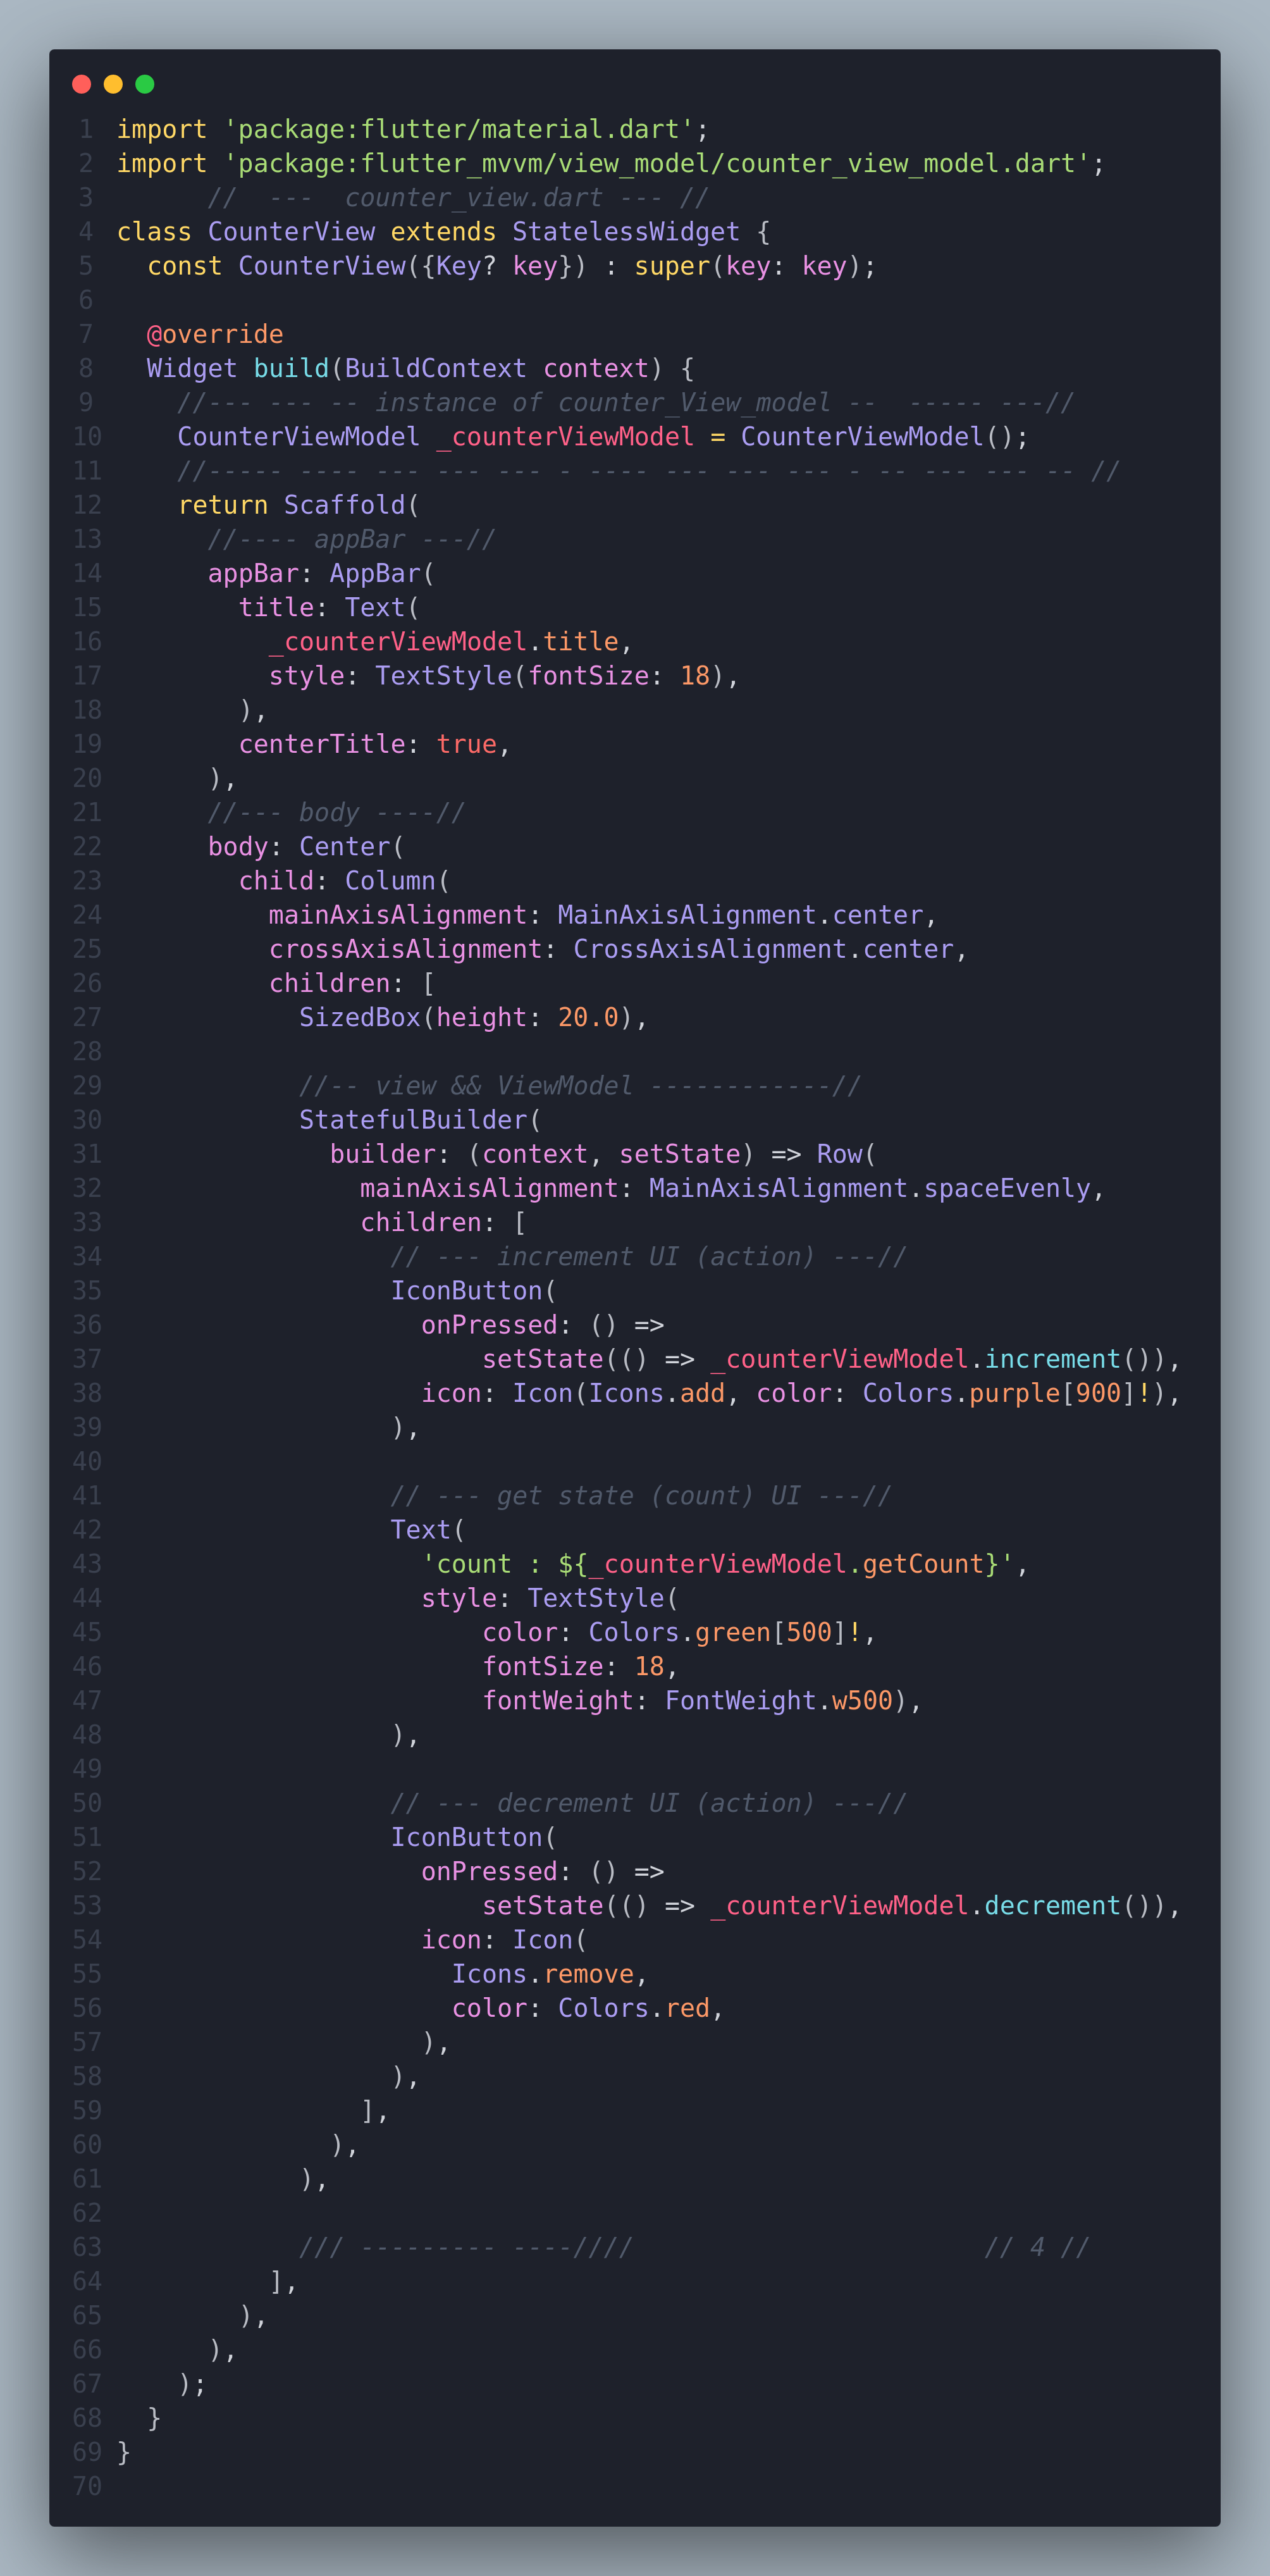 1 import 'package:flutter/material.dart';
2 import 'package:flutter_mvvm/view_model/counter_view_model.dart';
3       //  ---  counter_view.dart --- //
4 class CounterView extends StatelessWidget {
5   const CounterView({Key? key}) : super(key: key);
6
7   @override
8   Widget build(BuildContext context) {
9     //--- --- -- instance of counter_View_model --  ----- ---//
10     CounterViewModel _counterViewModel = CounterViewModel();
11     //----- ---- --- --- --- - ---- --- --- --- - -- --- --- -- //
12     return Scaffold(
13       //---- appBar ---//
14       appBar: AppBar(
15         title: Text(
16           _counterViewModel.title,
17           style: TextStyle(fontSize: 18),
18         ),
19         centerTitle: true,
20       ),
21       //--- body ----//
22       body: Center(
23         child: Column(
24           mainAxisAlignment: MainAxisAlignment.center,
25           crossAxisAlignment: CrossAxisAlignment.center,
26           children: [
27             SizedBox(height: 20.0),
28
29             //-- view && ViewModel ------------//
30             StatefulBuilder(
31               builder: (context, setState) => Row(
32                 mainAxisAlignment: MainAxisAlignment.spaceEvenly,
33                 children: [
34                   // --- increment UI (action) ---//
35                   IconButton(
36                     onPressed: () =>
37                         setState(() => _counterViewModel.increment()),
38                     icon: Icon(Icons.add, color: Colors.purple[900]!),
39                   ),
40
41                   // --- get state (count) UI ---//
42                   Text(
43                     'count : ${_counterViewModel.getCount}',
44                     style: TextStyle(
45                         color: Colors.green[500]!,
46                         fontSize: 18,
47                         fontWeight: FontWeight.w500),
48                   ),
49
50                   // --- decrement UI (action) ---//
51                   IconButton(
52                     onPressed: () =>
53                         setState(() => _counterViewModel.decrement()),
54                     icon: Icon(
55                       Icons.remove,
56                       color: Colors.red,
57                     ),
58                   ),
59                 ],
60               ),
61             ),
62
63             /// --------- ----////                       // 4 //
64           ],
65         ),
66       ),
67     );
68   }
69 }
70